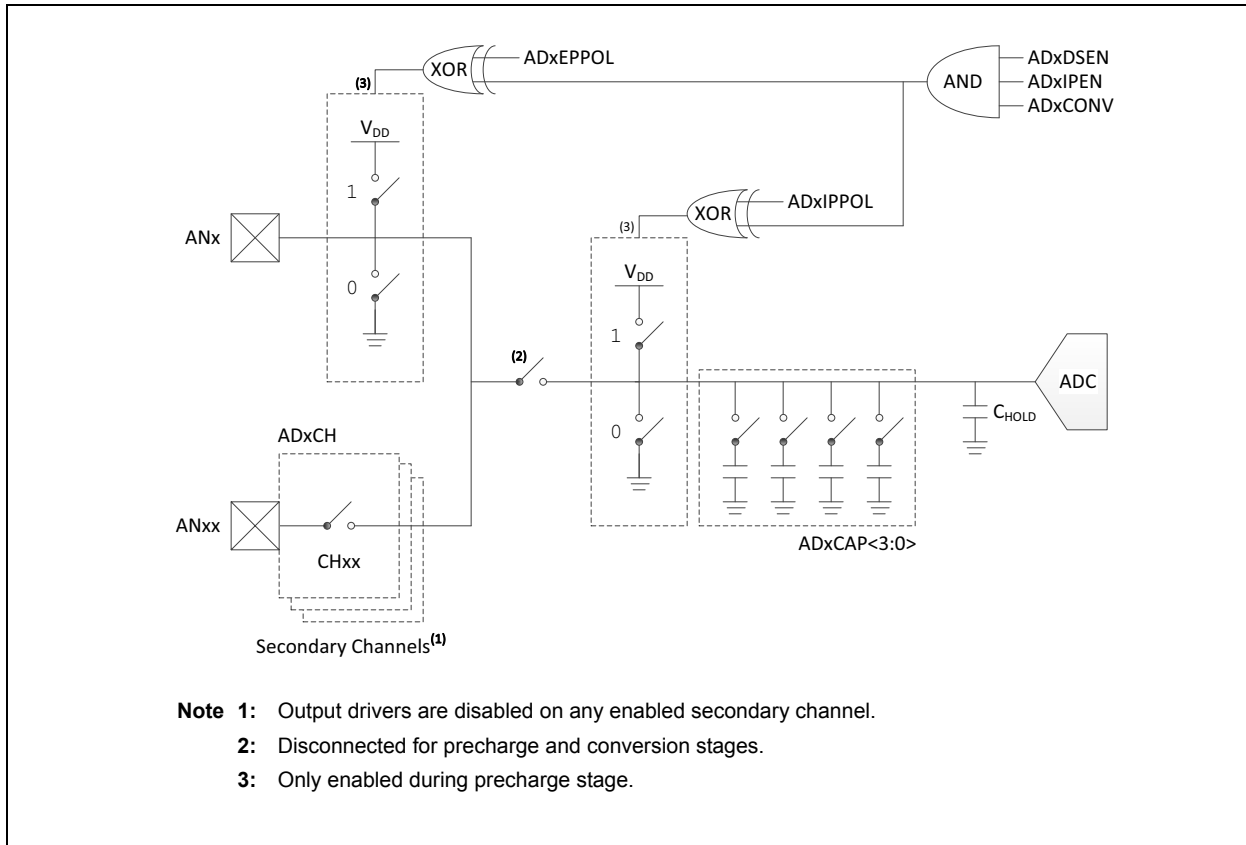 XOR
ADxEPPOL
ADxDSEN
AND
ADxIPEN
ADxCONV
(3)
VDD
1
0
ANx
XOR
ADxIPPOL
(3)
VDD
1
0
(2)
ADC
CHOLD
ADxCAP<3:0>
ADxCH
ANxx
CHxx
Secondary Channels(1)
Note 1: Output drivers are disabled on any enabled secondary channel.
2: Disconnected for precharge and conversion stages.
3: Only enabled during precharge stage.